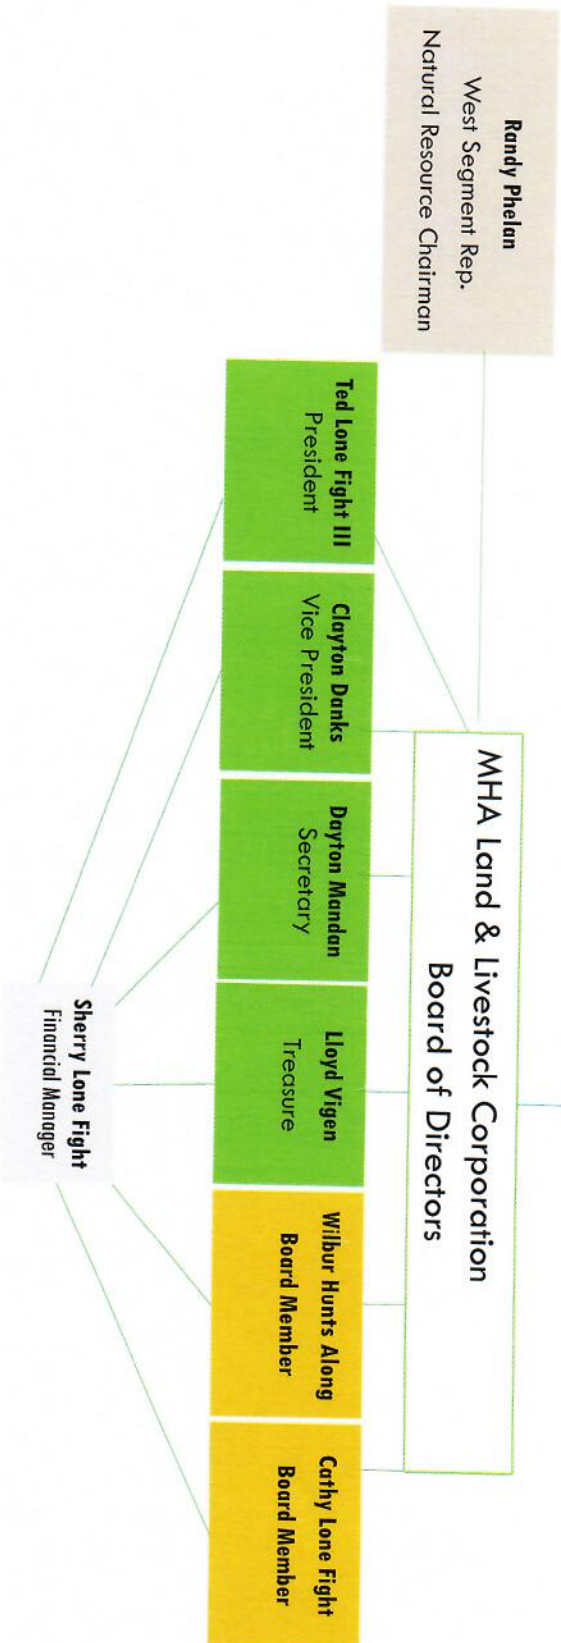 Randy Phelan
West Segment Rep.
Natural Resource Chairman
MHA Land & Livestock Corporation
Board of Directors
Ted Lone Fight III
President
Clayton Danks
Vice President
Dayton Mandan
Secretary
Lloyd Vigen
Treasure
Wilbur Hunts Along
Board Member
Cathy Lone Fight
Board Member
Sherry Lone Fight
Financial Manager